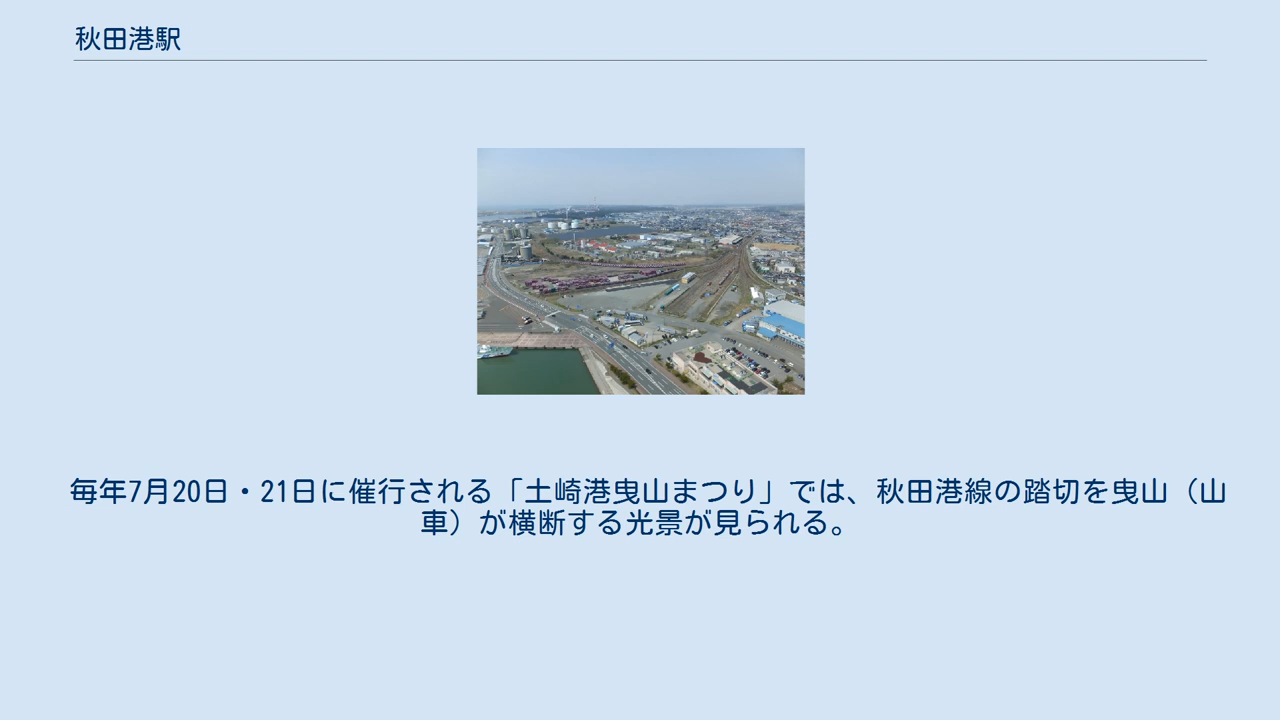 秋田港駅
毎年7月20日・21日に催行される「土崎港曳山まつり」では、秋田港線の踏切を曳山（山
車）が横断する光景が見られる。